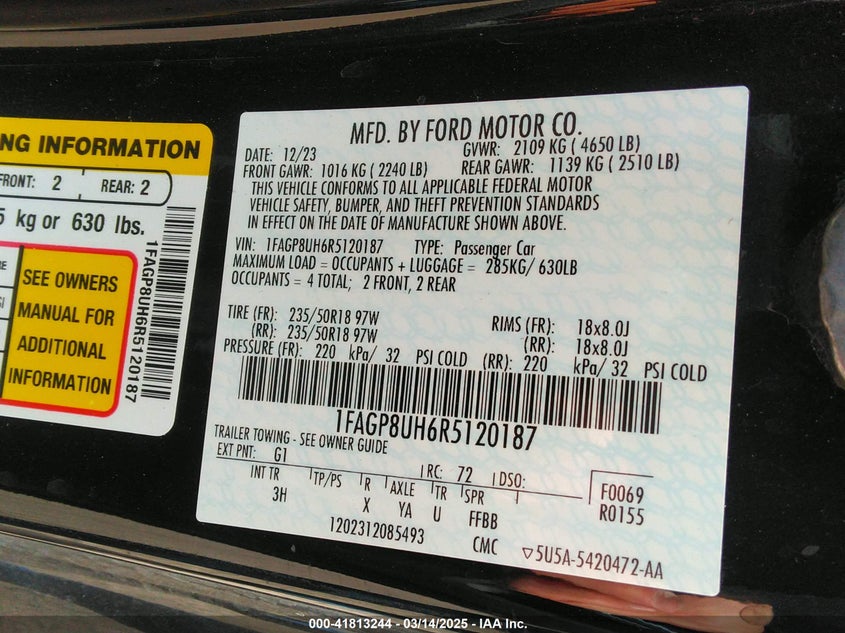 NG INFORMATION
FRONT: 2 REAR: 2
5 kg or 630 lbs.
SEE OWNERS
MANUAL FOR
ADDITIONAL
INFORMATION
1FAGP8UH6R5120187
MFD. BY FORD MOTOR CO.
DATE: 12/23 GVWR: 2109 KG ( 4650 LB)
FRONT GAWR: 1016 KG ( 2240 LB) REAR GAWR: 1139 KG ( 2510 LB)
THIS VEHICLE CONFORMS TO ALL APPLICABLE FEDERAL MOTOR
VEHICLE SAFETY, BUMPER, AND THEFT PREVENTION STANDARDS
IN EFFECT ON THE DATE OF MANUFACTURE SHOWN ABOVE.
VIN: 1FAGP8UH6R5120187 TYPE: Passenger Car
MAXIMUM LOAD = OCCUPANTS + LUGGAGE = 285KG/ 630LB
OCCUPANTS = 4 TOTAL; 2 FRONT, 2 REAR
TIRE (FR): 235/50R18 97W RIMS (FR): 18x8.0J
(RR): 235/50R18 97W (RR): 18x8.0J
PRESSURE (FR): 220 kPa/ 32 PSI COLD (RR): 220 kPa/ 32 PSI COLD
1FAGP8UH6R5120187
TRAILER TOWING - SEE OWNER GUIDE
EXT PNT: G1 RC: 72 DSO: F0069
R0155
INT TR TP/PS R AXLE TR SPR
3H X YA U FFBB
1202312085493 CMC 5U5A-5420472-AA
000-41813244 - 03/14/2025 - IAA Inc.